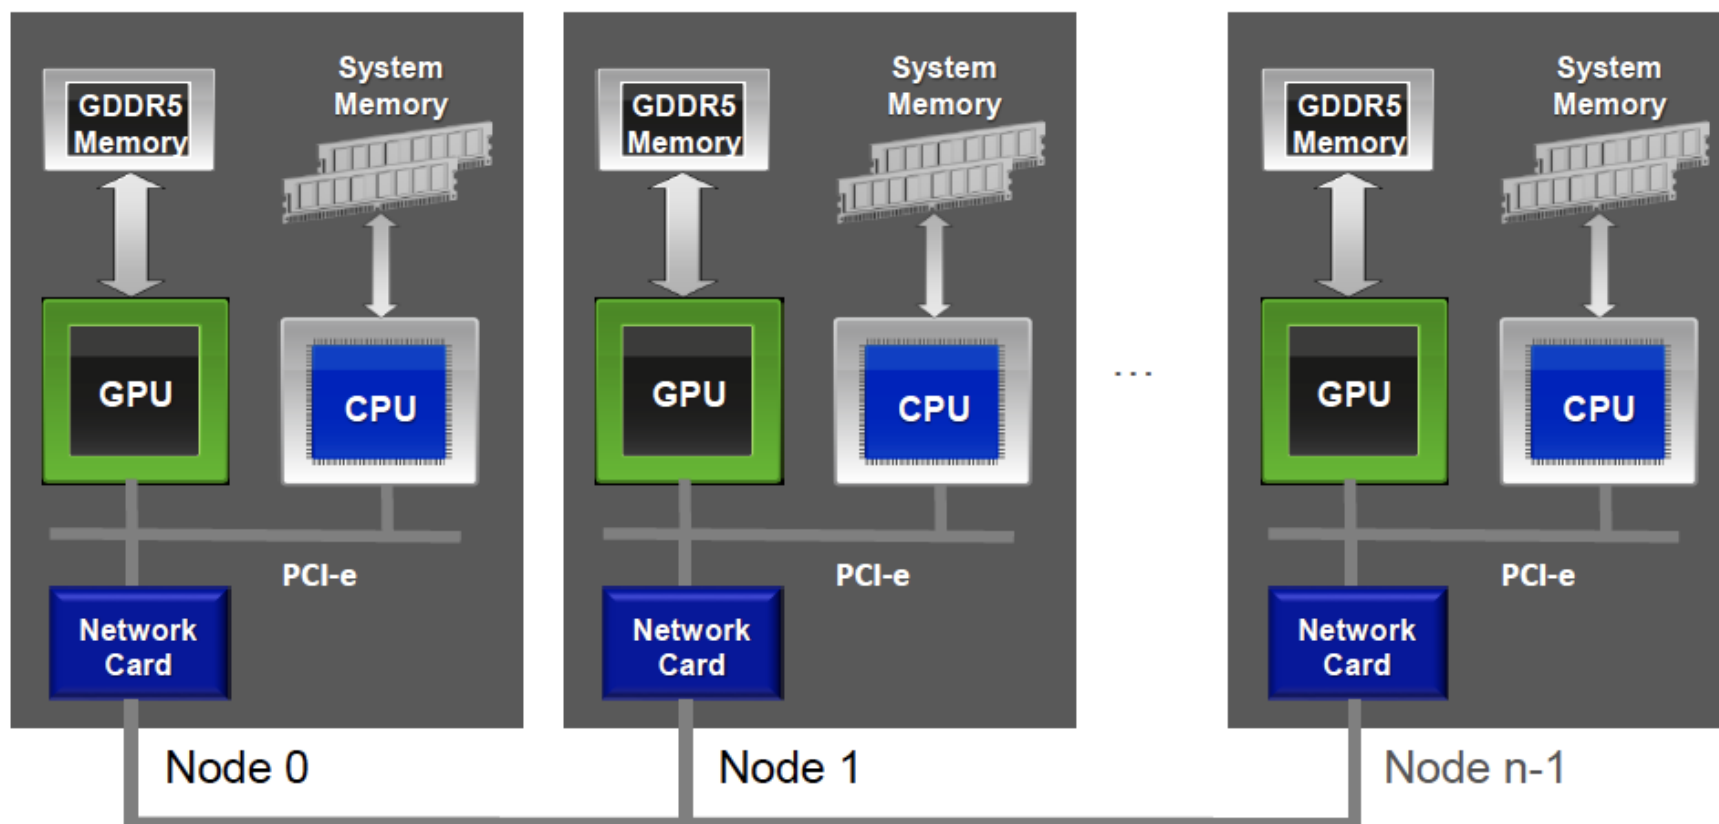 GDDR5
Memory
System
Memory
GPU
CPU
PCI-e
Network
Card
Node 0
GDDR5
Memory
System
Memory
GPU
CPU
PCI-e
Network
Card
Node 1
...
GDDR5
Memory
System
Memory
GPU
CPU
PCI-e
Network
Card
Node n-1